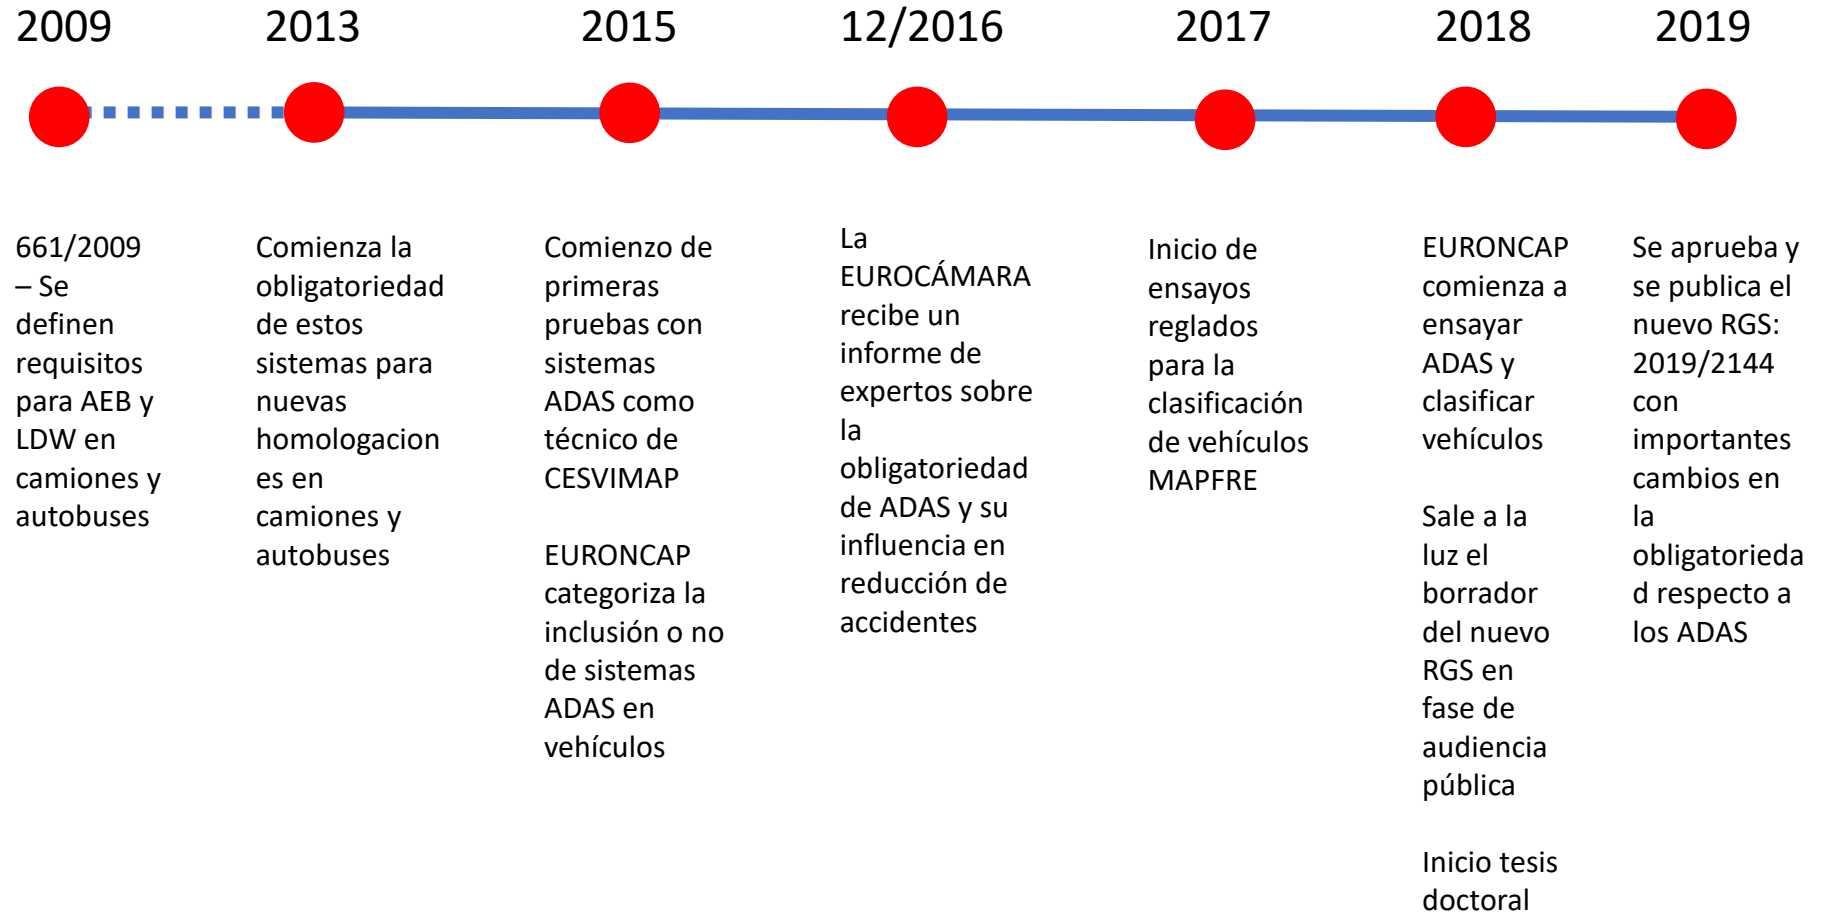 2009
2013
2015
12/2016
2017
2018
2019
661/2009
– Se
definen
requisitos
para AEB y
LDW en
camiones y
autobuses
Comienza la
obligatoriedad
de estos
sistemas para
nuevas
homologacion
es en
camiones y
autobuses
Comienzo de
primeras
pruebas con
sistemas
ADAS como
técnico de
CESVIMAP
EURONCAP
categoriza la
inclusión o no
de sistemas
ADAS en
vehículos
La
EUROCÁMARA
recibe un
informe de
expertos sobre
la
obligatoriedad
de ADAS y su
influencia en
reducción de
accidentes
Inicio de
ensayos
reglados
para la
clasificación
de vehículos
MAPFRE
EURONCAP
comienza a
ensayar
ADAS y
clasificar
vehículos
Sale a la
luz el
borrador
del nuevo
RGS en
fase de
audiencia
pública
Inicio tesis
doctoral
Se aprueba y
se publica el
nuevo RGS:
2019/2144
con
importantes
cambios en
la
obligatorieda
d respecto a
los ADAS